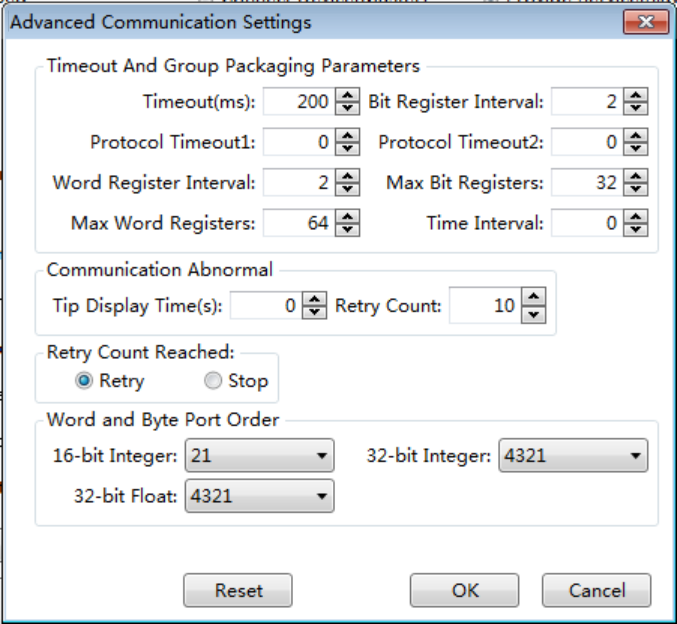 Advanced Communication Settings
Timeout And Group Packaging Parameters
Timeout(ms): 200 Bit Register Interval: 2
Protocol Timeout1: 0 Protocol Timeout2: 0
Word Register Interval: 2 Max Bit Registers: 32
Max Word Registers: 64 Time Interval: 0
Communication Abnormal
Tip Display Time(s): 0 Retry Count: 10
Retry Count Reached:
Retry Stop
Word and Byte Port Order
16-bit Integer: 21 32-bit Integer: 4321
32-bit Float: 4321
Reset OK Cancel